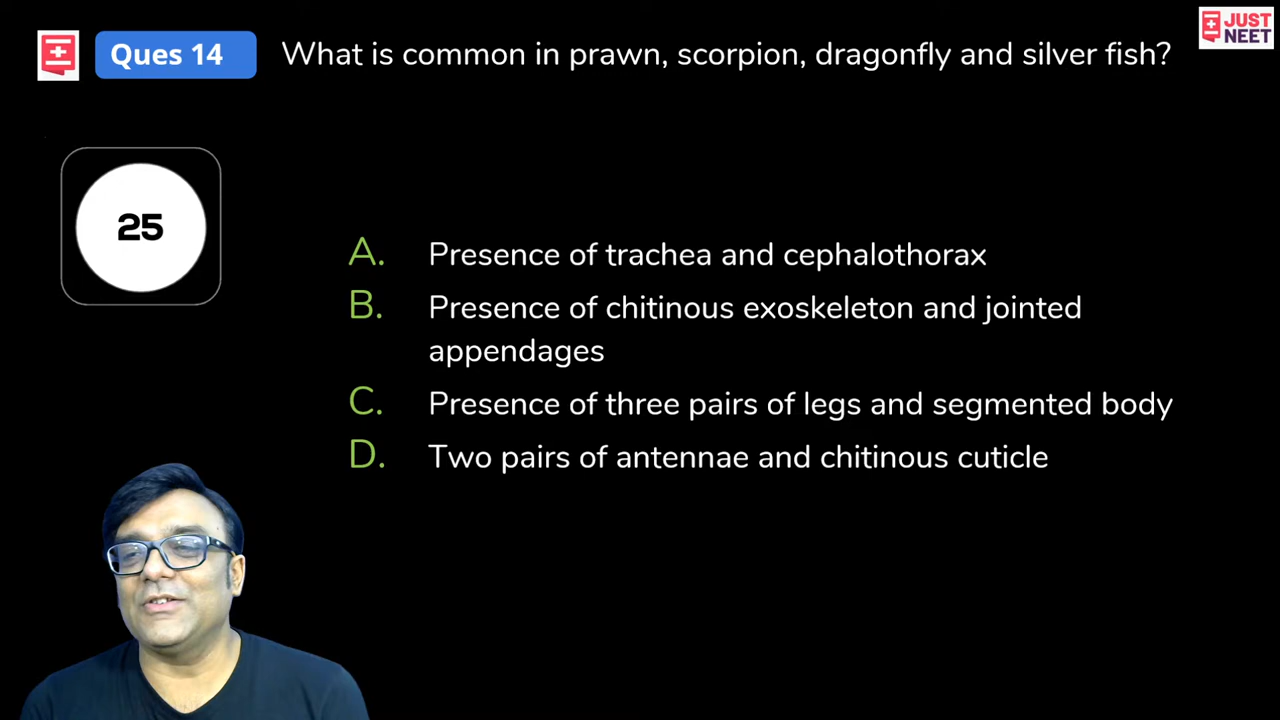 Ques 14 What is common in prawn, scorpion, dragonfly and silver fish?
JUST
NEET
25
A. Presence of trachea and cephalothorax
B. Presence of chitinous exoskeleton and jointed
appendages
C. Presence of three pairs of legs and segmented body
D. Two pairs of antennae and chitinous cuticle